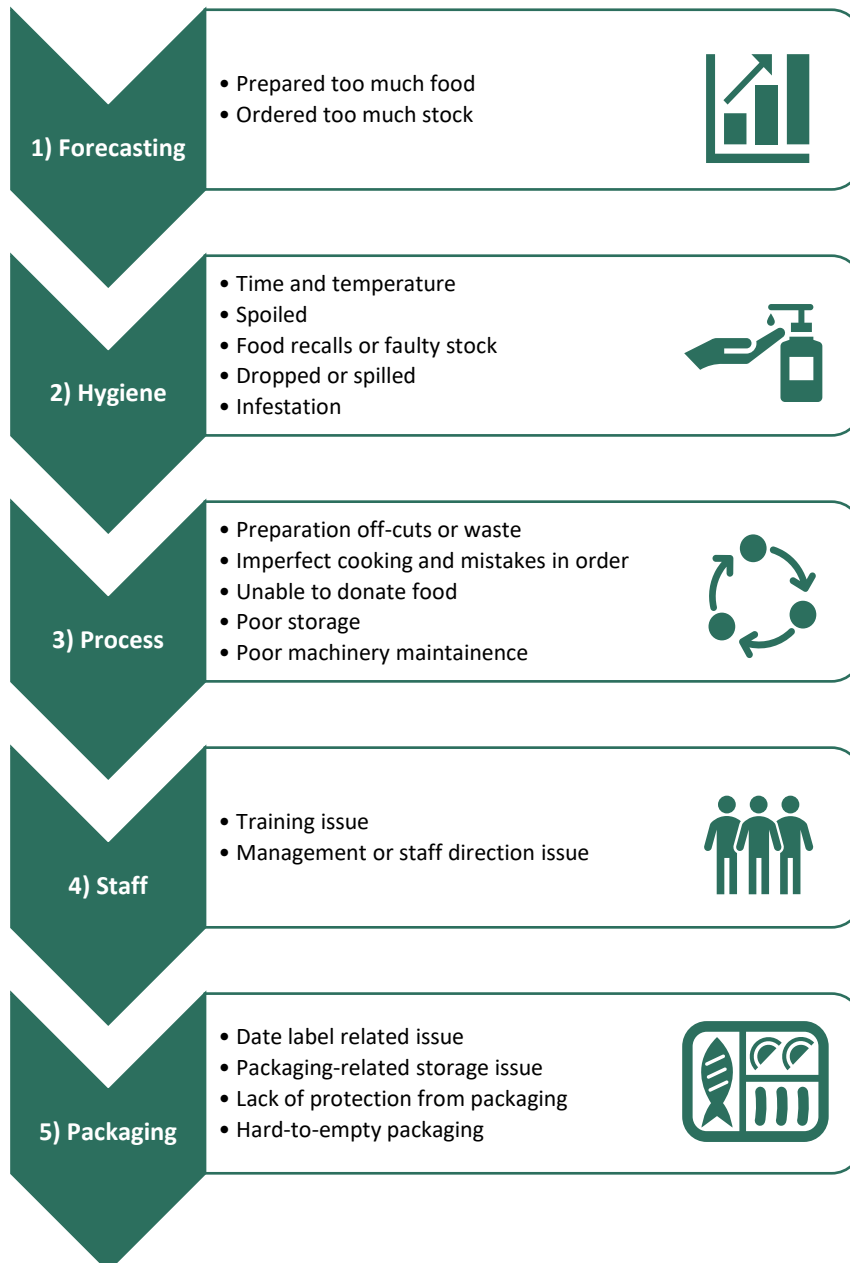 1) Forecasting
• Prepared too much food
• Ordered too much stock
2) Hygiene
• Time and temperature
• Spoiled
• Food recalls or faulty stock
• Dropped or spilled
• Infestation
3) Process
• Preparation off-cuts or waste
• Imperfect cooking and mistakes in order
• Unable to donate food
• Poor storage
• Poor machinery maintainence
4) Staff
• Training issue
• Management or staff direction issue
5) Packaging
• Date label related issue
• Packaging-related storage issue
• Lack of protection from packaging
• Hard-to-empty packaging